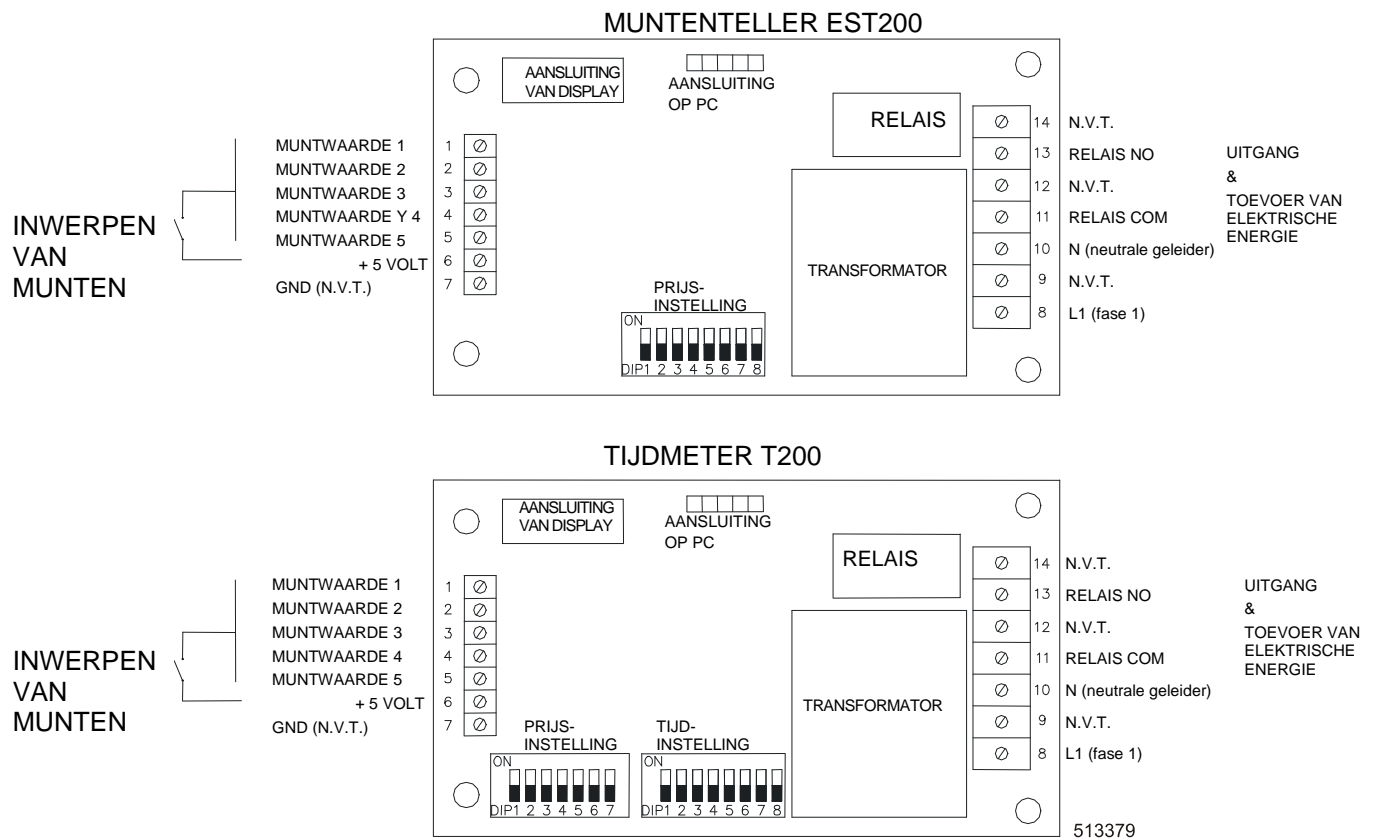 MUNTENTELLER EST200
AANSLUITING
VAN DISPLAY
AANSLUITING
OP PC
RELAIS
INWERPEN
VAN
MUNTEN
MUNTWAARDE 1 1
MUNTWAARDE 2 2
MUNTWAARDE 3 3
MUNTWAARDE Y 4 4
MUNTWAARDE 5 5
+ 5 VOLT 6
GND (N.V.T.) 7
PRIJS-
INSTELLING
ON
DIP1 2 3 4 5 6 7 8
TRANSFORMATOR
14 N.V.T.
13 RELAIS NO
12 N.V.T.
11 RELAIS COM
10 N (neutrale geleider)
9 N.V.T.
8 L1 (fase 1)
UITGANG
&
TOEVOER VAN
ELEKTRISCHE
ENERGIE
TIJDMETER T200
AANSLUITING
VAN DISPLAY
AANSLUITING
OP PC
RELAIS
INWERPEN
VAN
MUNTEN
MUNTWAARDE 1 1
MUNTWAARDE 2 2
MUNTWAARDE 3 3
MUNTWAARDE 4 4
MUNTWAARDE 5 5
+ 5 VOLT 6
GND (N.V.T.) 7
PRIJS-
INSTELLING
ON
DIP1 2 3 4 5 6 7
TIJD-
INSTELLING
ON
DIP1 2 3 4 5 6 7 8
TRANSFORMATOR
14 N.V.T.
13 RELAIS NO
12 N.V.T.
11 RELAIS COM
10 N (neutrale geleider)
9 N.V.T.
8 L1 (fase 1)
UITGANG
&
TOEVOER VAN
ELEKTRISCHE
ENERGIE
513379